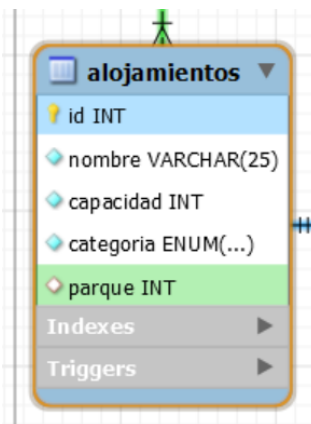 alojamientos
id INT
nombre VARCHAR(25)
capacidad INT
categoria ENUM(...)
parque INT
Indexes
Triggers